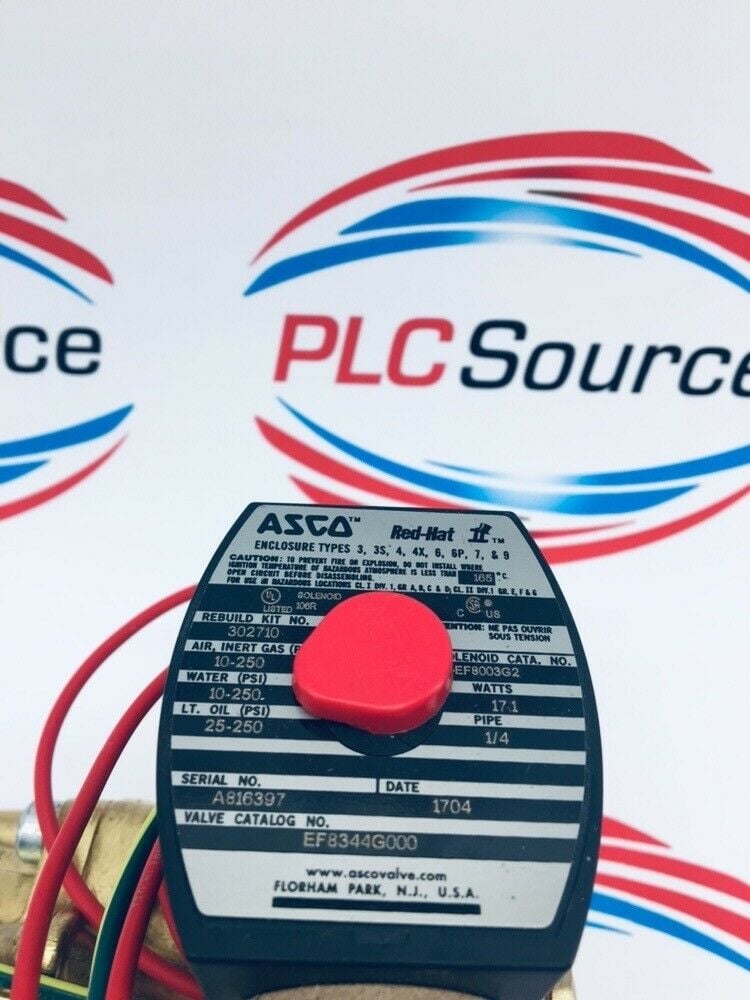 ce
PLC Source
ASCO™ Red-Hat II™
ENCLOSURE TYPES 3, 3S, 4, 4X, 6, 6P, 7, & 9
CAUTION: TO PREVENT FIRE OR EXPLOSION, DO NOT INSTALL WHERE
IGNITION TEMPERATURE OF HAZARDOUS ATMOSPHERE IS LESS THAN 165 °C.
OPEN CIRCUIT BEFORE DISASSEMBLING.
FOR USE IN HAZARDOUS LOCATIONS CL. I DIV. 1, GR A, B, C & D; CL. II DIV. 1 GR. E, F & G
UL LISTED SOLENOID 106R
C US
REBUILD KIT NO.
302710
NE PAS OUVRIR
SOUS TENSION
AIR, INERT GAS
10-250
CATA. NO.
EF8003G2
WATER (PSI)
10-250
WATTS
17.1
LT. OIL (PSI)
25-250
PIPE
1/4
SERIAL NO. DATE
A816397 1704
VALVE CATALOG NO.
EF8344G000
www.ascovalve.com
FLORHAM PARK, N.J., U.S.A.